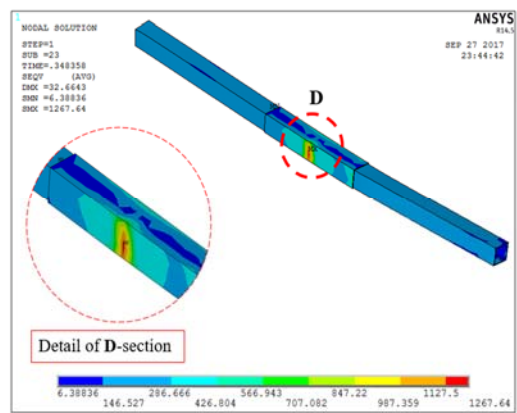 1
NODAL SOLUTION
STEP=1
SUB =23
TIME=.348358
SEQV (AVG)
DMX =32.6643
SMN =6.38836
SMX =1267.64
ANSYS
R14.5
SEP 27 2017
23:44:42
D
Detail of D-section
6.38836 286.666 566.943 847.22 1127.5
146.527 426.804 707.082 987.359 1267.64